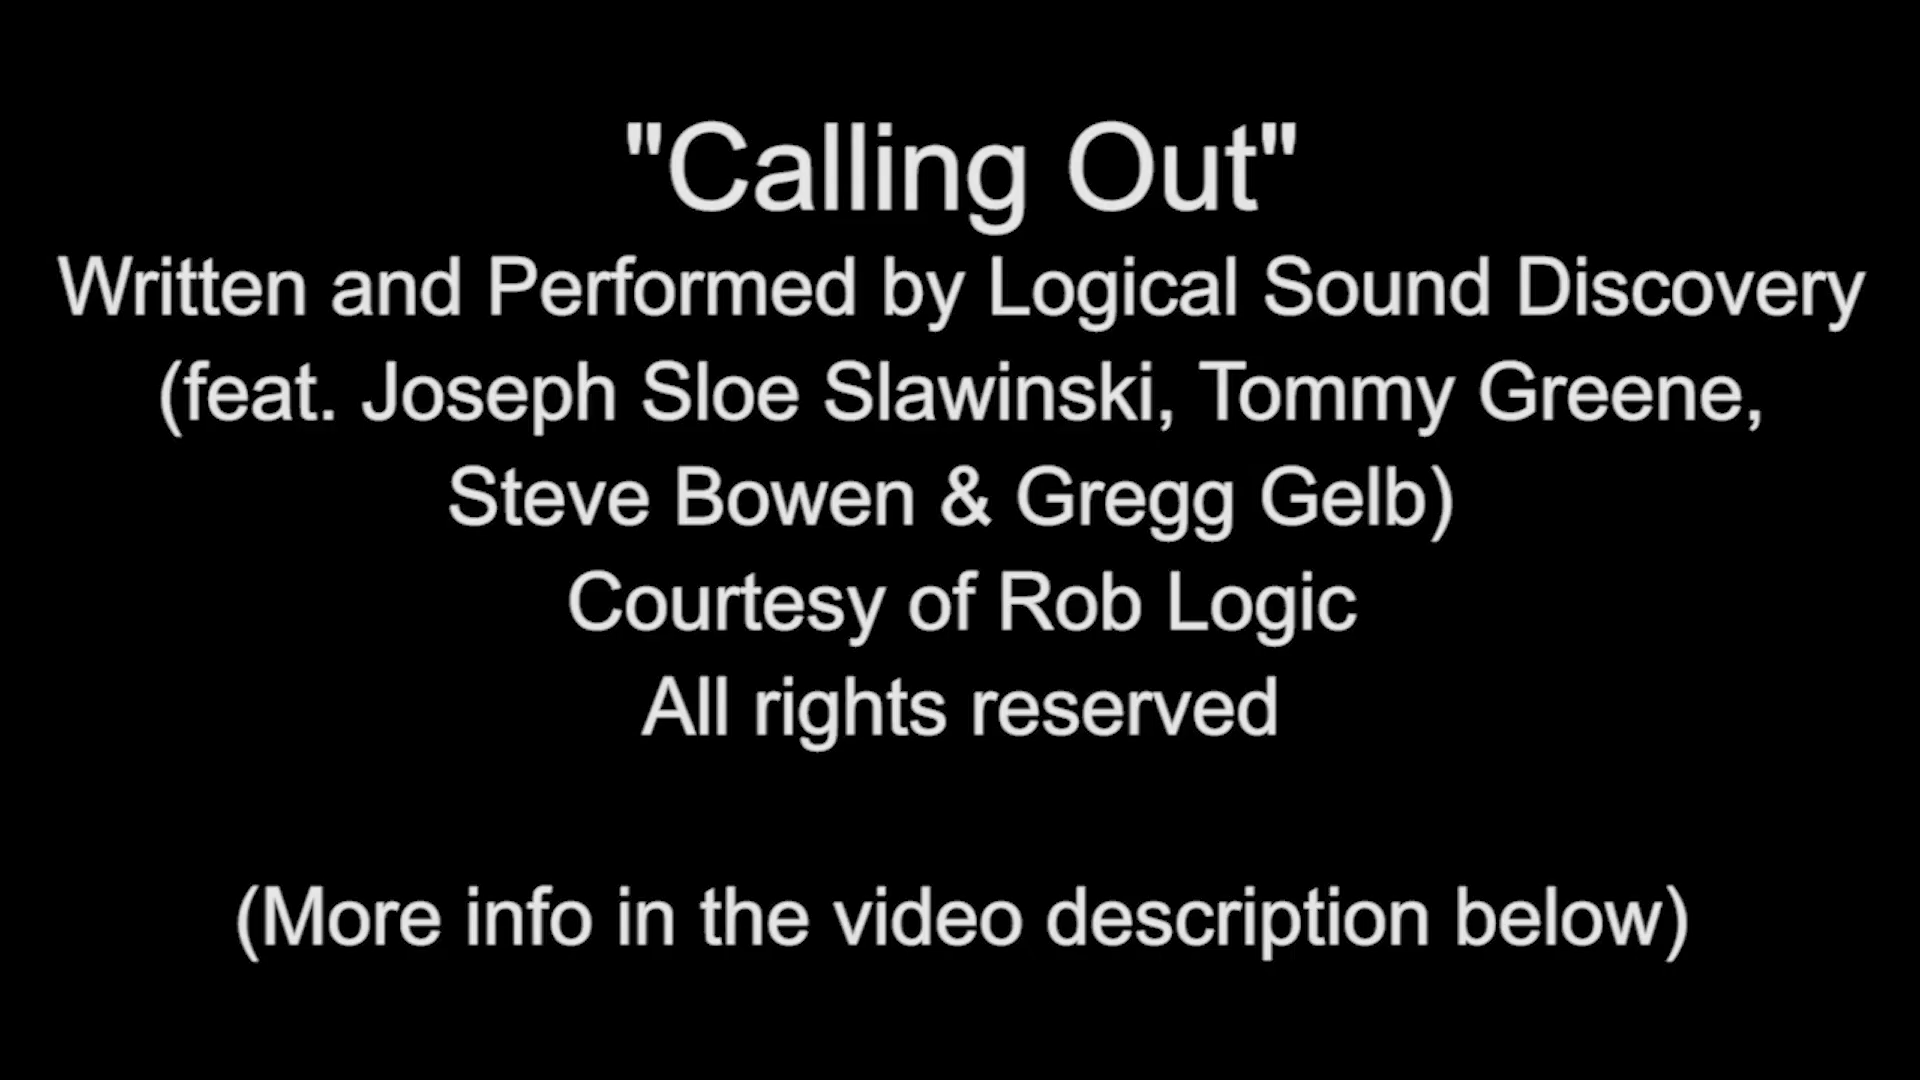 "Calling Out"
Written and Performed by Logical Sound Discovery
(feat. Joseph Sloe Slawinski, Tommy Greene,
Steve Bowen & Gregg Gelb)
Courtesy of Rob Logic
All rights reserved
(More info in the video description below)